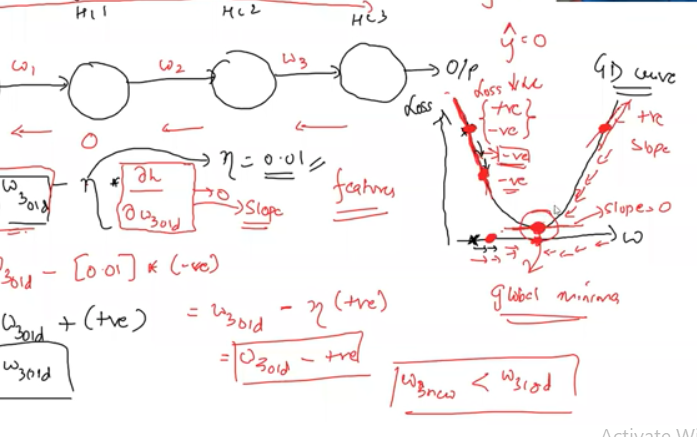 HL1 HL2 HL3
ŷ = 0
w₁ w₂ w₃ O/P
GD curve
Loss
Loss
+ve
-ve
-ve
-ve
+ve
slope
0
η = 0.01
features
w₃old - η * ∂L / ∂w₃old → 0
→ slope
slope = 0
w
global minima
w₃old - [0.01] * (-ve)
w₃old + (+ve)
w₃old
= w₃old - η (+ve)
= w₃old - +ve
w₃new < w₃old
Activate W